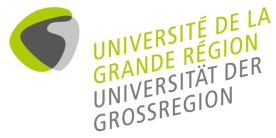 UNIVERSITÉ DE LA
GRANDE RÉGION
UNIVERSITÄT DER
GROSSREGION